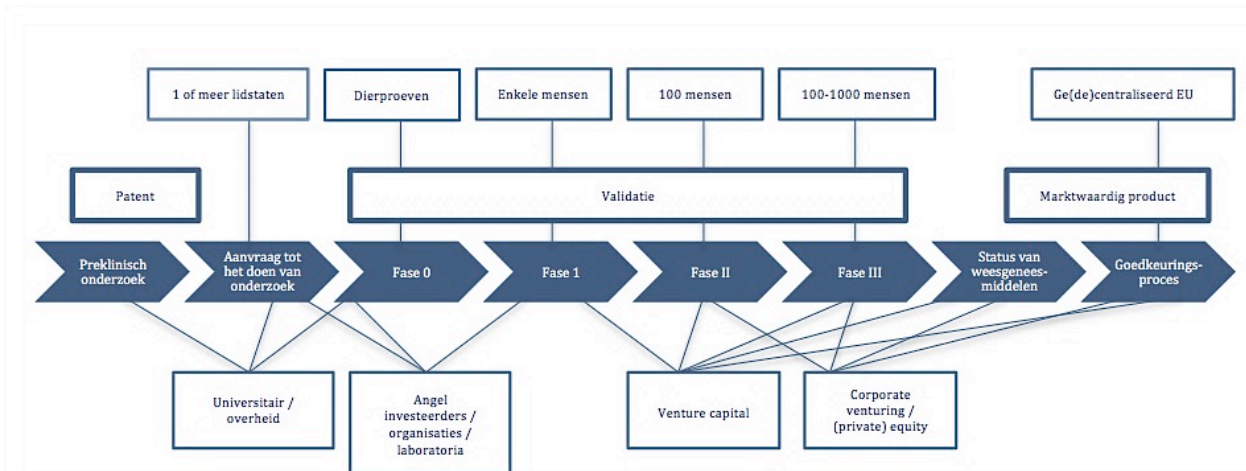 1 of meer lidstaten
Dierproeven
Enkele mensen
100 mensen
100-1000 mensen
Ge(de)centraliseerd EU
Patent
Validatie
Marktwaardig product
Preklinisch
onderzoek
Aanvraag tot
het doen van
onderzoek
Fase 0
Fase 1
Fase II
Fase III
Status van
weesgenees-
middelen
Goedkeurings-
proces
Universitair /
overheid
Angel
investeerders /
organisaties /
laboratoria
Venture capital
Corporate
venturing /
(private) equity